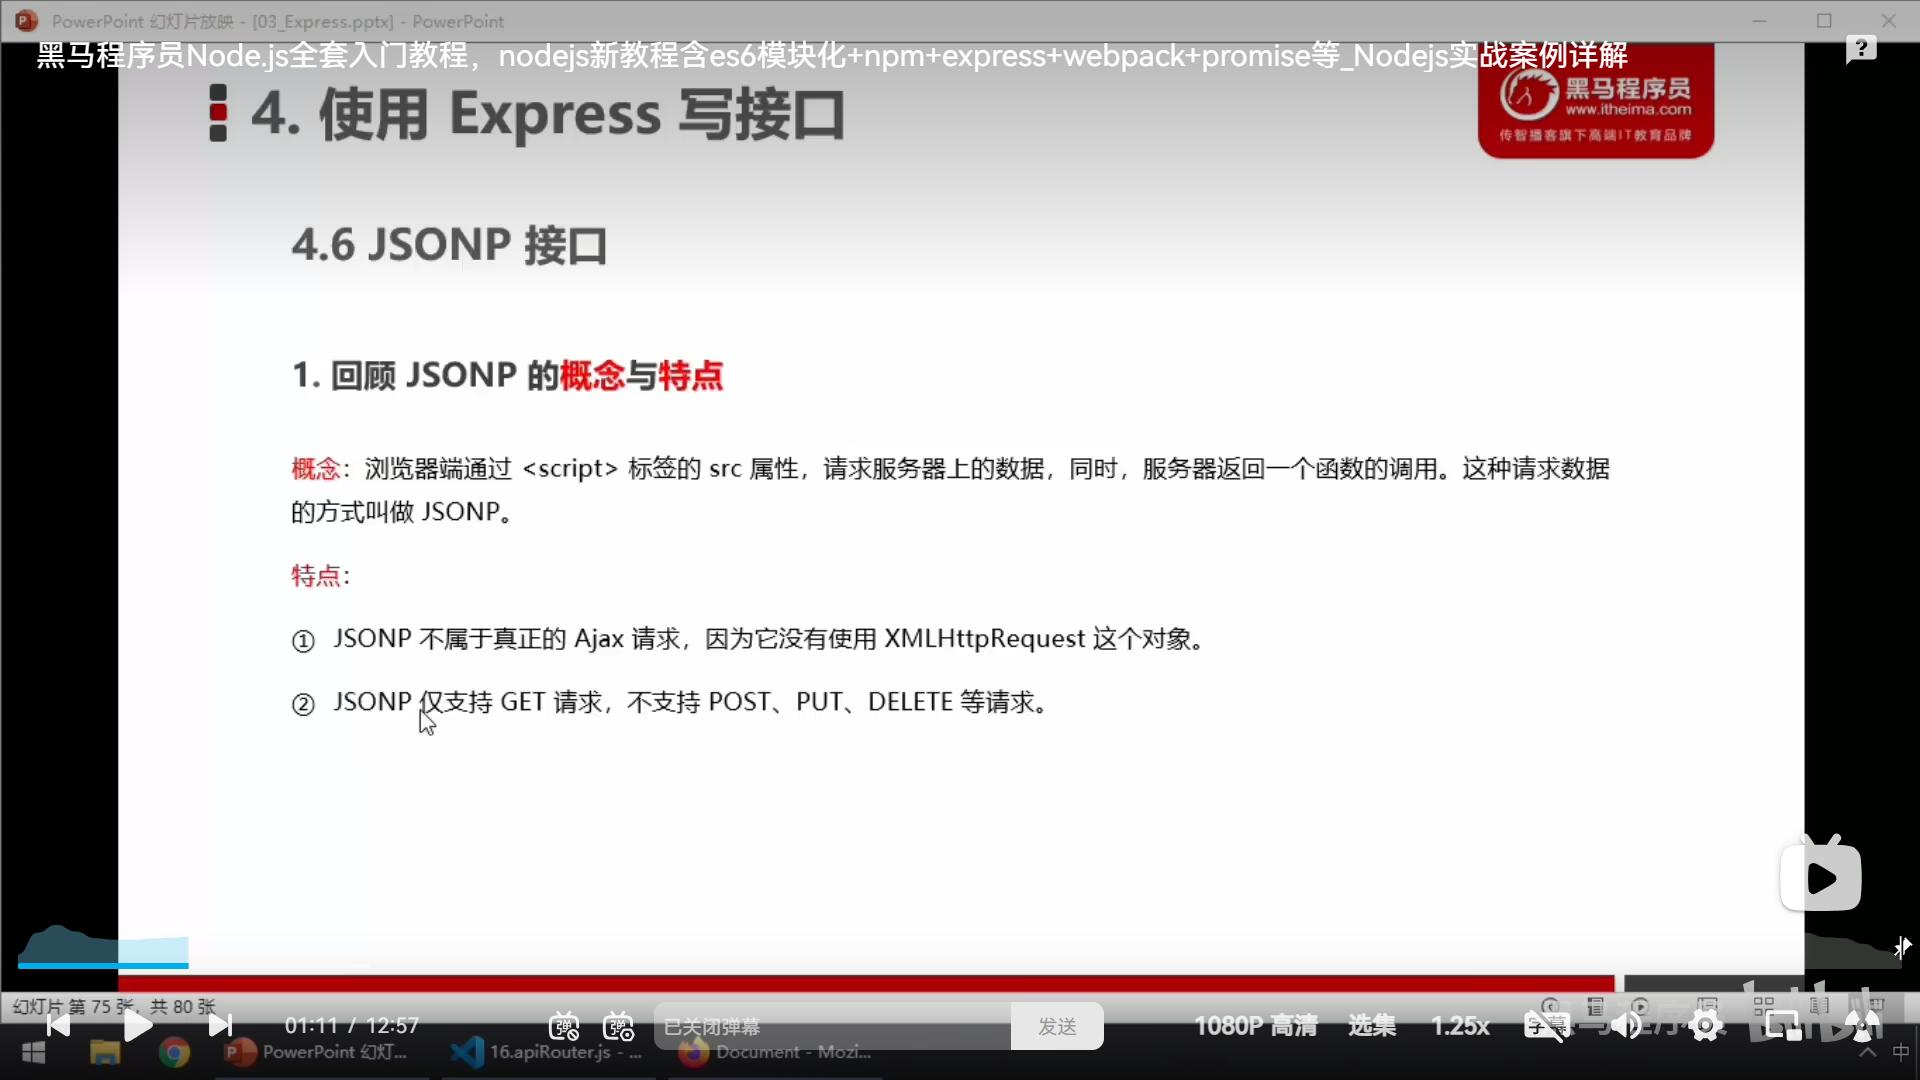 PowerPoint 幻灯片放映 - [03_Express.pptx] - PowerPoint
黑马程序员Node.js全套入门教程，nodejs新教程含es6模块化+npm+express+webpack+promise等_Nodejs实战案例详解
4. 使用 Express 写接口
黑马程序员
www.itheima.com
传智播客旗下高端IT教育品牌
4.6 JSONP 接口
1. 回顾 JSONP 的概念与特点
概念：浏览器端通过 <script> 标签的 src 属性，请求服务器上的数据，同时，服务器返回一个函数的调用。这种请求数据
的方式叫做 JSONP。
特点：
① JSONP 不属于真正的 Ajax 请求，因为它没有使用 XMLHttpRequest 这个对象。
② JSONP 仅支持 GET 请求，不支持 POST、PUT、DELETE 等请求。
幻灯片 第 75 张，共 80 张
01:11 / 12:57
弹
弹
已关闭弹幕
发送
1080P 高清
选集
1.25x
字幕
PowerPoint 幻灯...
16.apiRouter.js - ...
Document - Mozi...
中